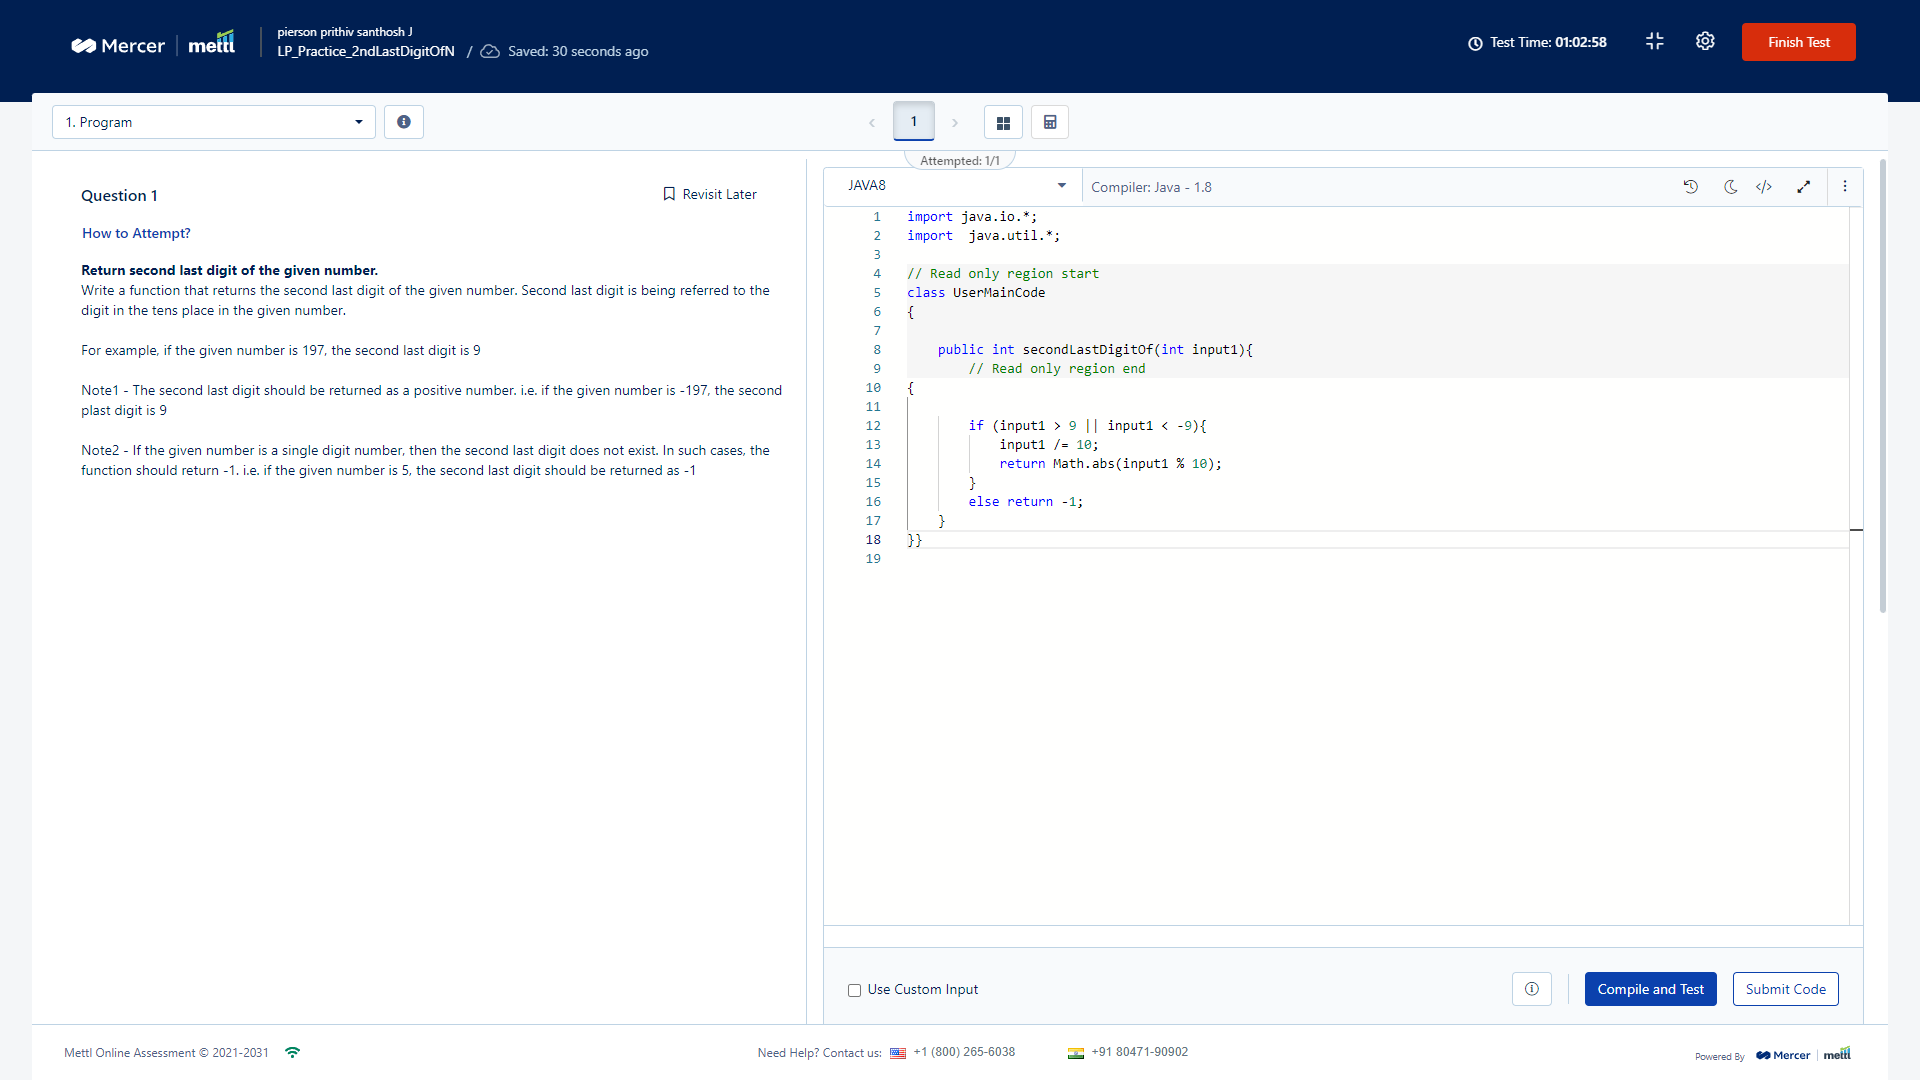 Mercer | mettl
pierson prithiv santhosh J
LP_Practice_2ndLastDigitOfN / Saved: 30 seconds ago
Test Time: 01:02:58
Finish Test
1. Program
1
Attempted: 1/1
Question 1
Revisit Later
How to Attempt?
Return second last digit of the given number.
Write a function that returns the second last digit of the given number. Second last digit is being referred to the
digit in the tens place in the given number.
For example, if the given number is 197, the second last digit is 9
Note1 - The second last digit should be returned as a positive number. i.e. if the given number is -197, the second
plast digit is 9
Note2 - If the given number is a single digit number, then the second last digit does not exist. In such cases, the
function should return -1. i.e. if the given number is 5, the second last digit should be returned as -1
JAVA8
Compiler: Java - 1.8
1 import java.io.*;
2 import  java.util.*;
3
4 // Read only region start
5 class UserMainCode
6 {
7
8     public int secondLastDigitOf(int input1){
9         // Read only region end
10 {
11
12         if (input1 > 9 || input1 < -9){
13             input1 /= 10;
14             return Math.abs(input1 % 10);
15         }
16         else return -1;
17     }
18 }}
19
Use Custom Input
Compile and Test
Submit Code
Mettl Online Assessment © 2021-2031
Need Help? Contact us: +1 (800) 265-6038
+91 80471-90902
Powered By Mercer | mettl